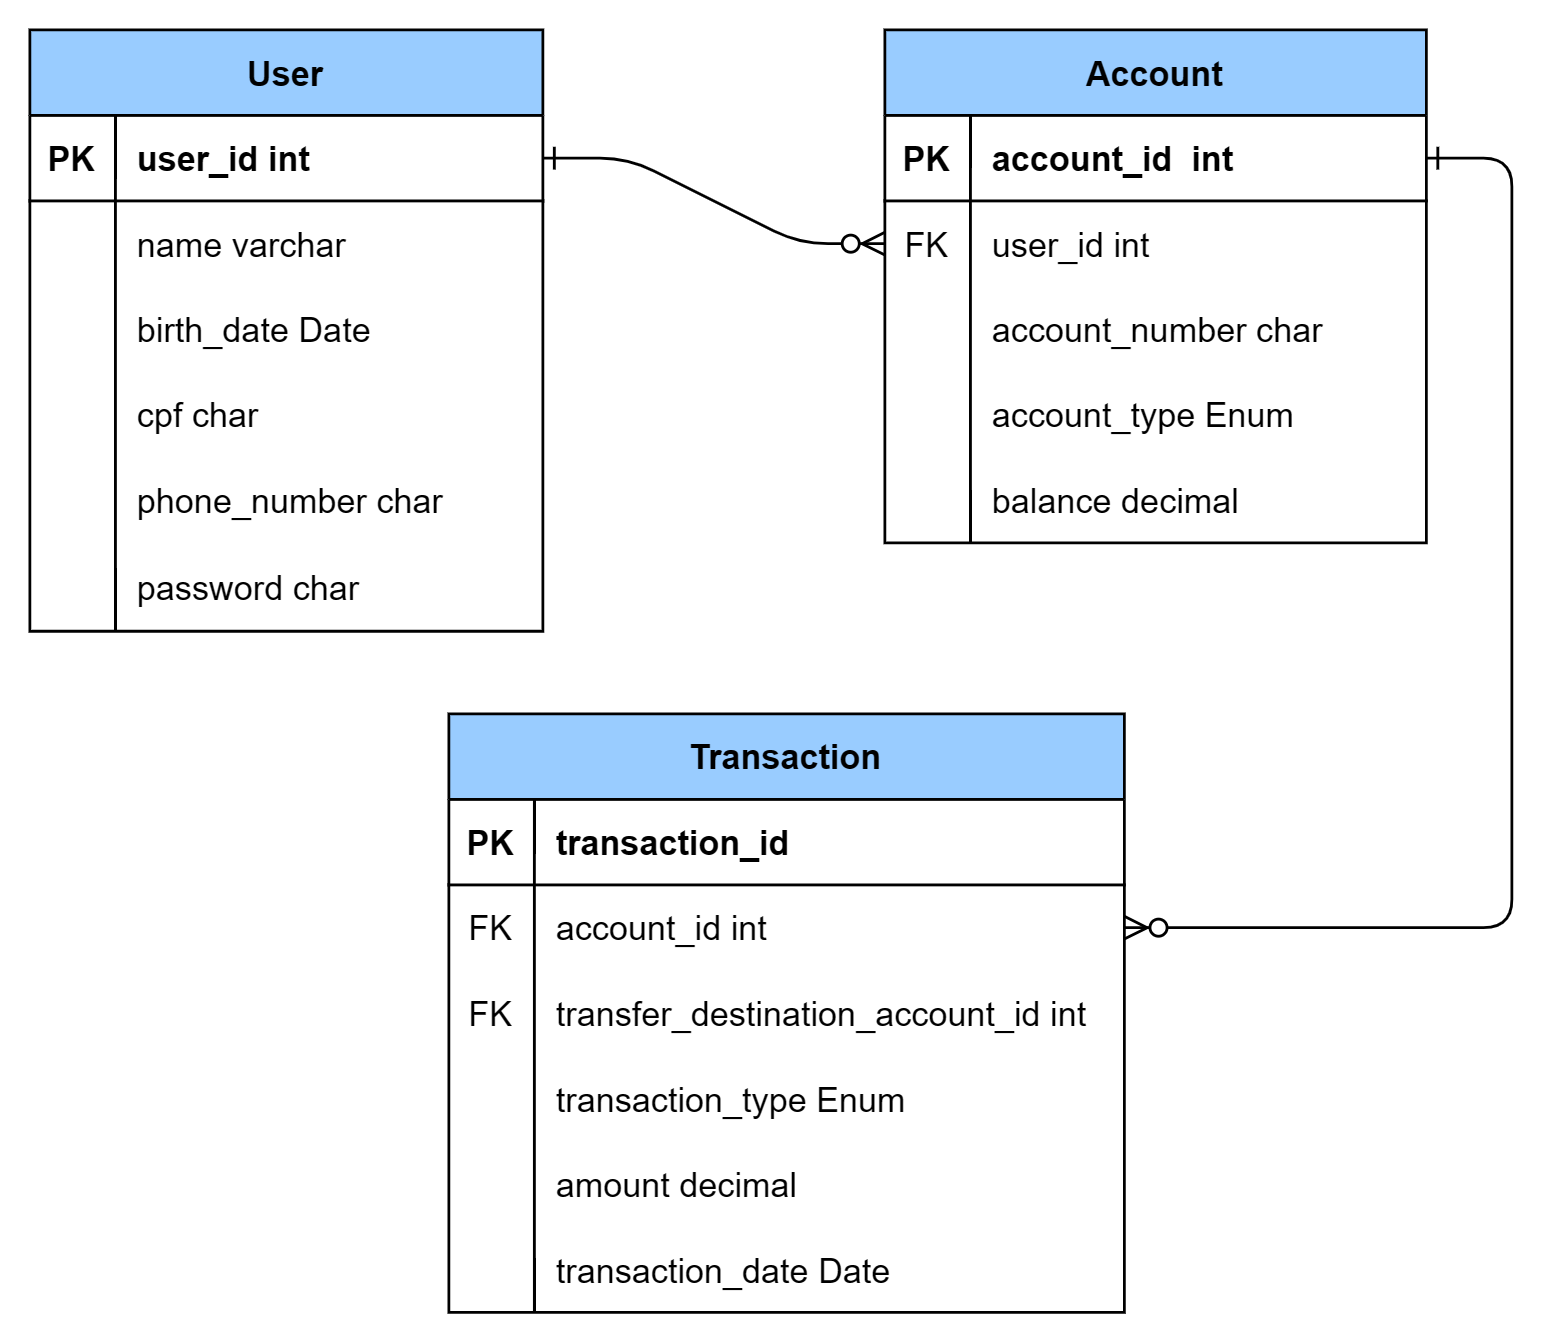 User
PK user_id int
name varchar
birth_date Date
cpf char
phone_number char
password char
Account
PK account_id  int
FK user_id int
account_number char
account_type Enum
balance decimal
Transaction
PK transaction_id
FK account_id int
FK transfer_destination_account_id int
transaction_type Enum
amount decimal
transaction_date Date